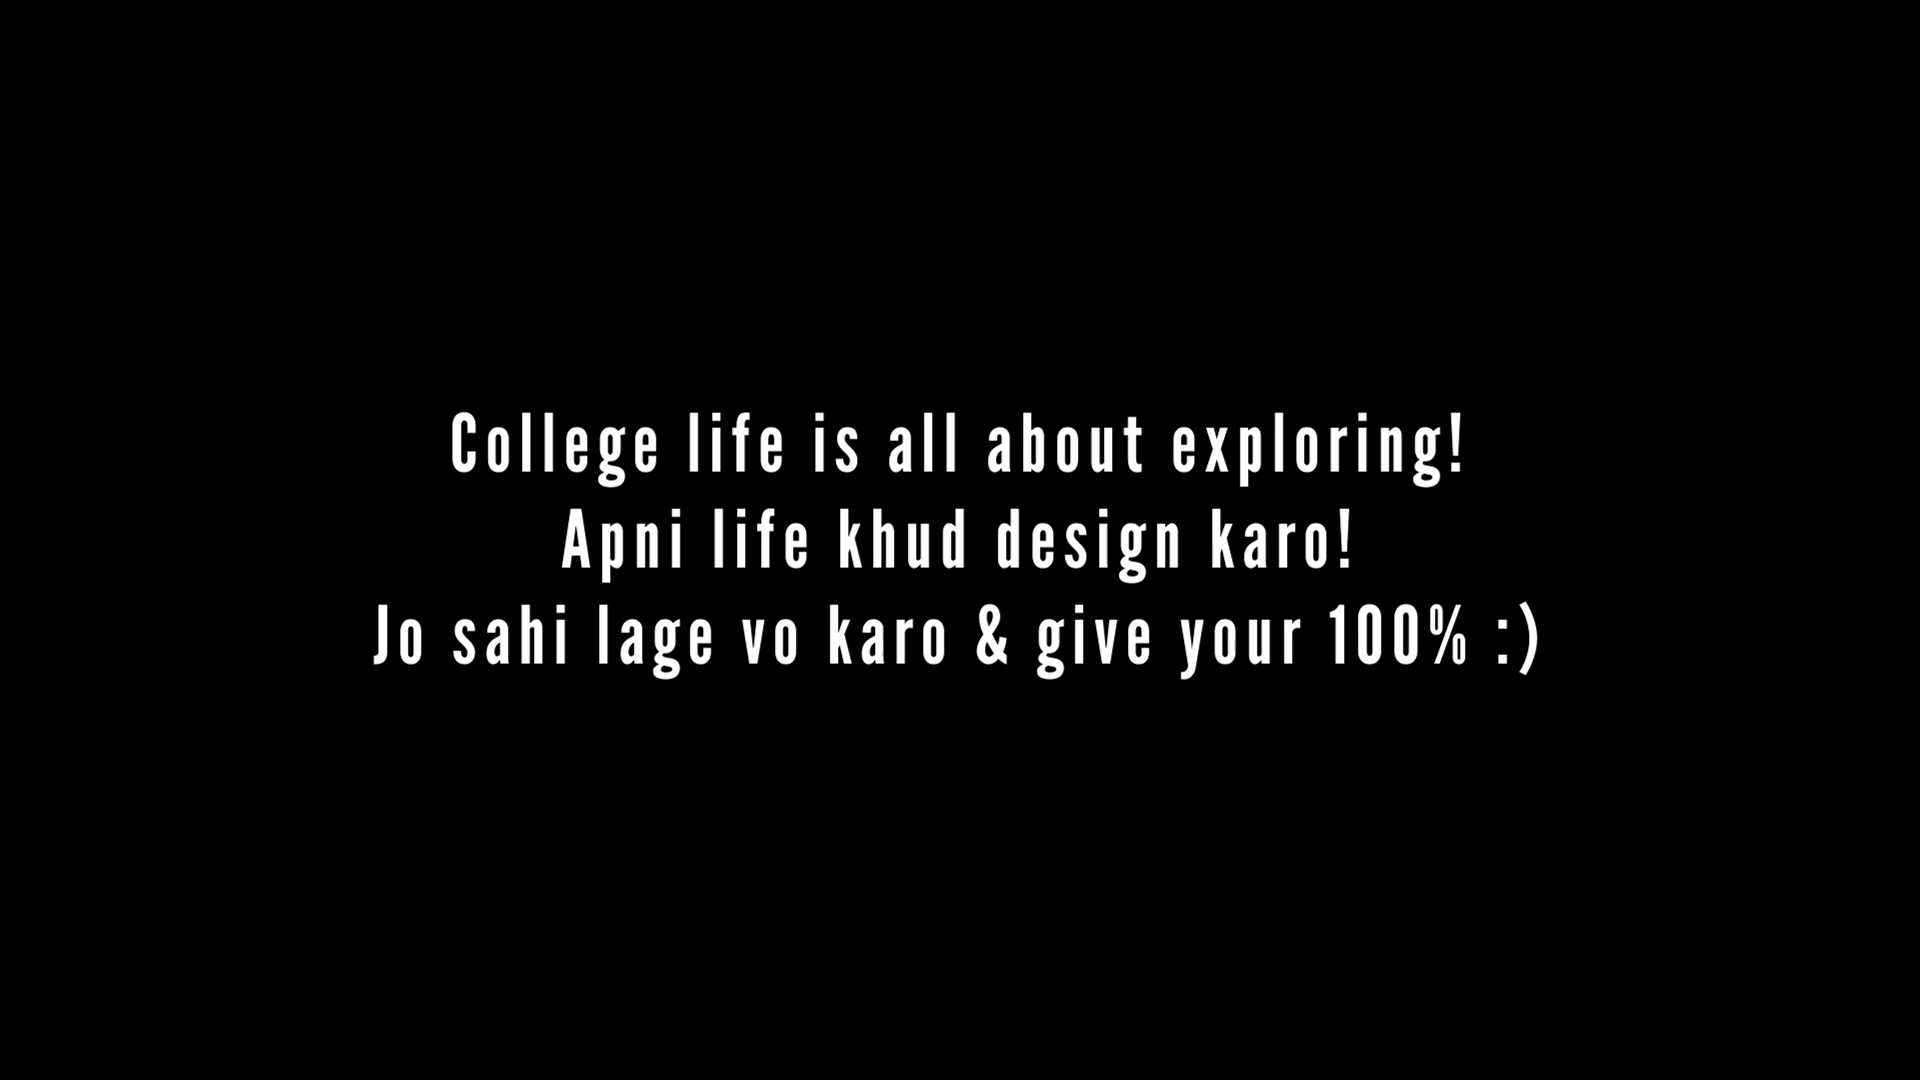 College life is all about exploring!
Apni life khud design karo!
Jo sahi lage vo karo & give your 100% :)